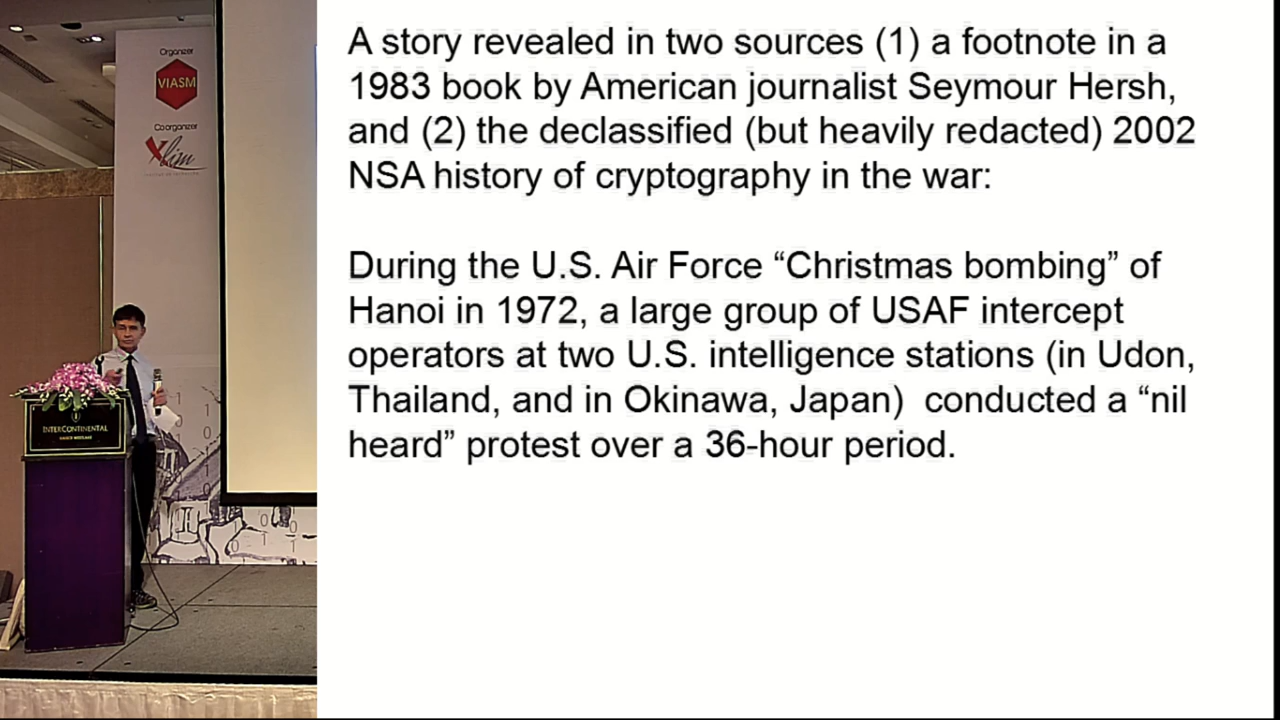 Organizer
VIASM
Coorganizer
Xlim
INTERCONTINENTAL
A story revealed in two sources (1) a footnote in a
1983 book by American journalist Seymour Hersh,
and (2) the declassified (but heavily redacted) 2002
NSA history of cryptography in the war:
During the U.S. Air Force “Christmas bombing” of
Hanoi in 1972, a large group of USAF intercept
operators at two U.S. intelligence stations (in Udon,
Thailand, and in Okinawa, Japan)  conducted a “nil
heard” protest over a 36-hour period.